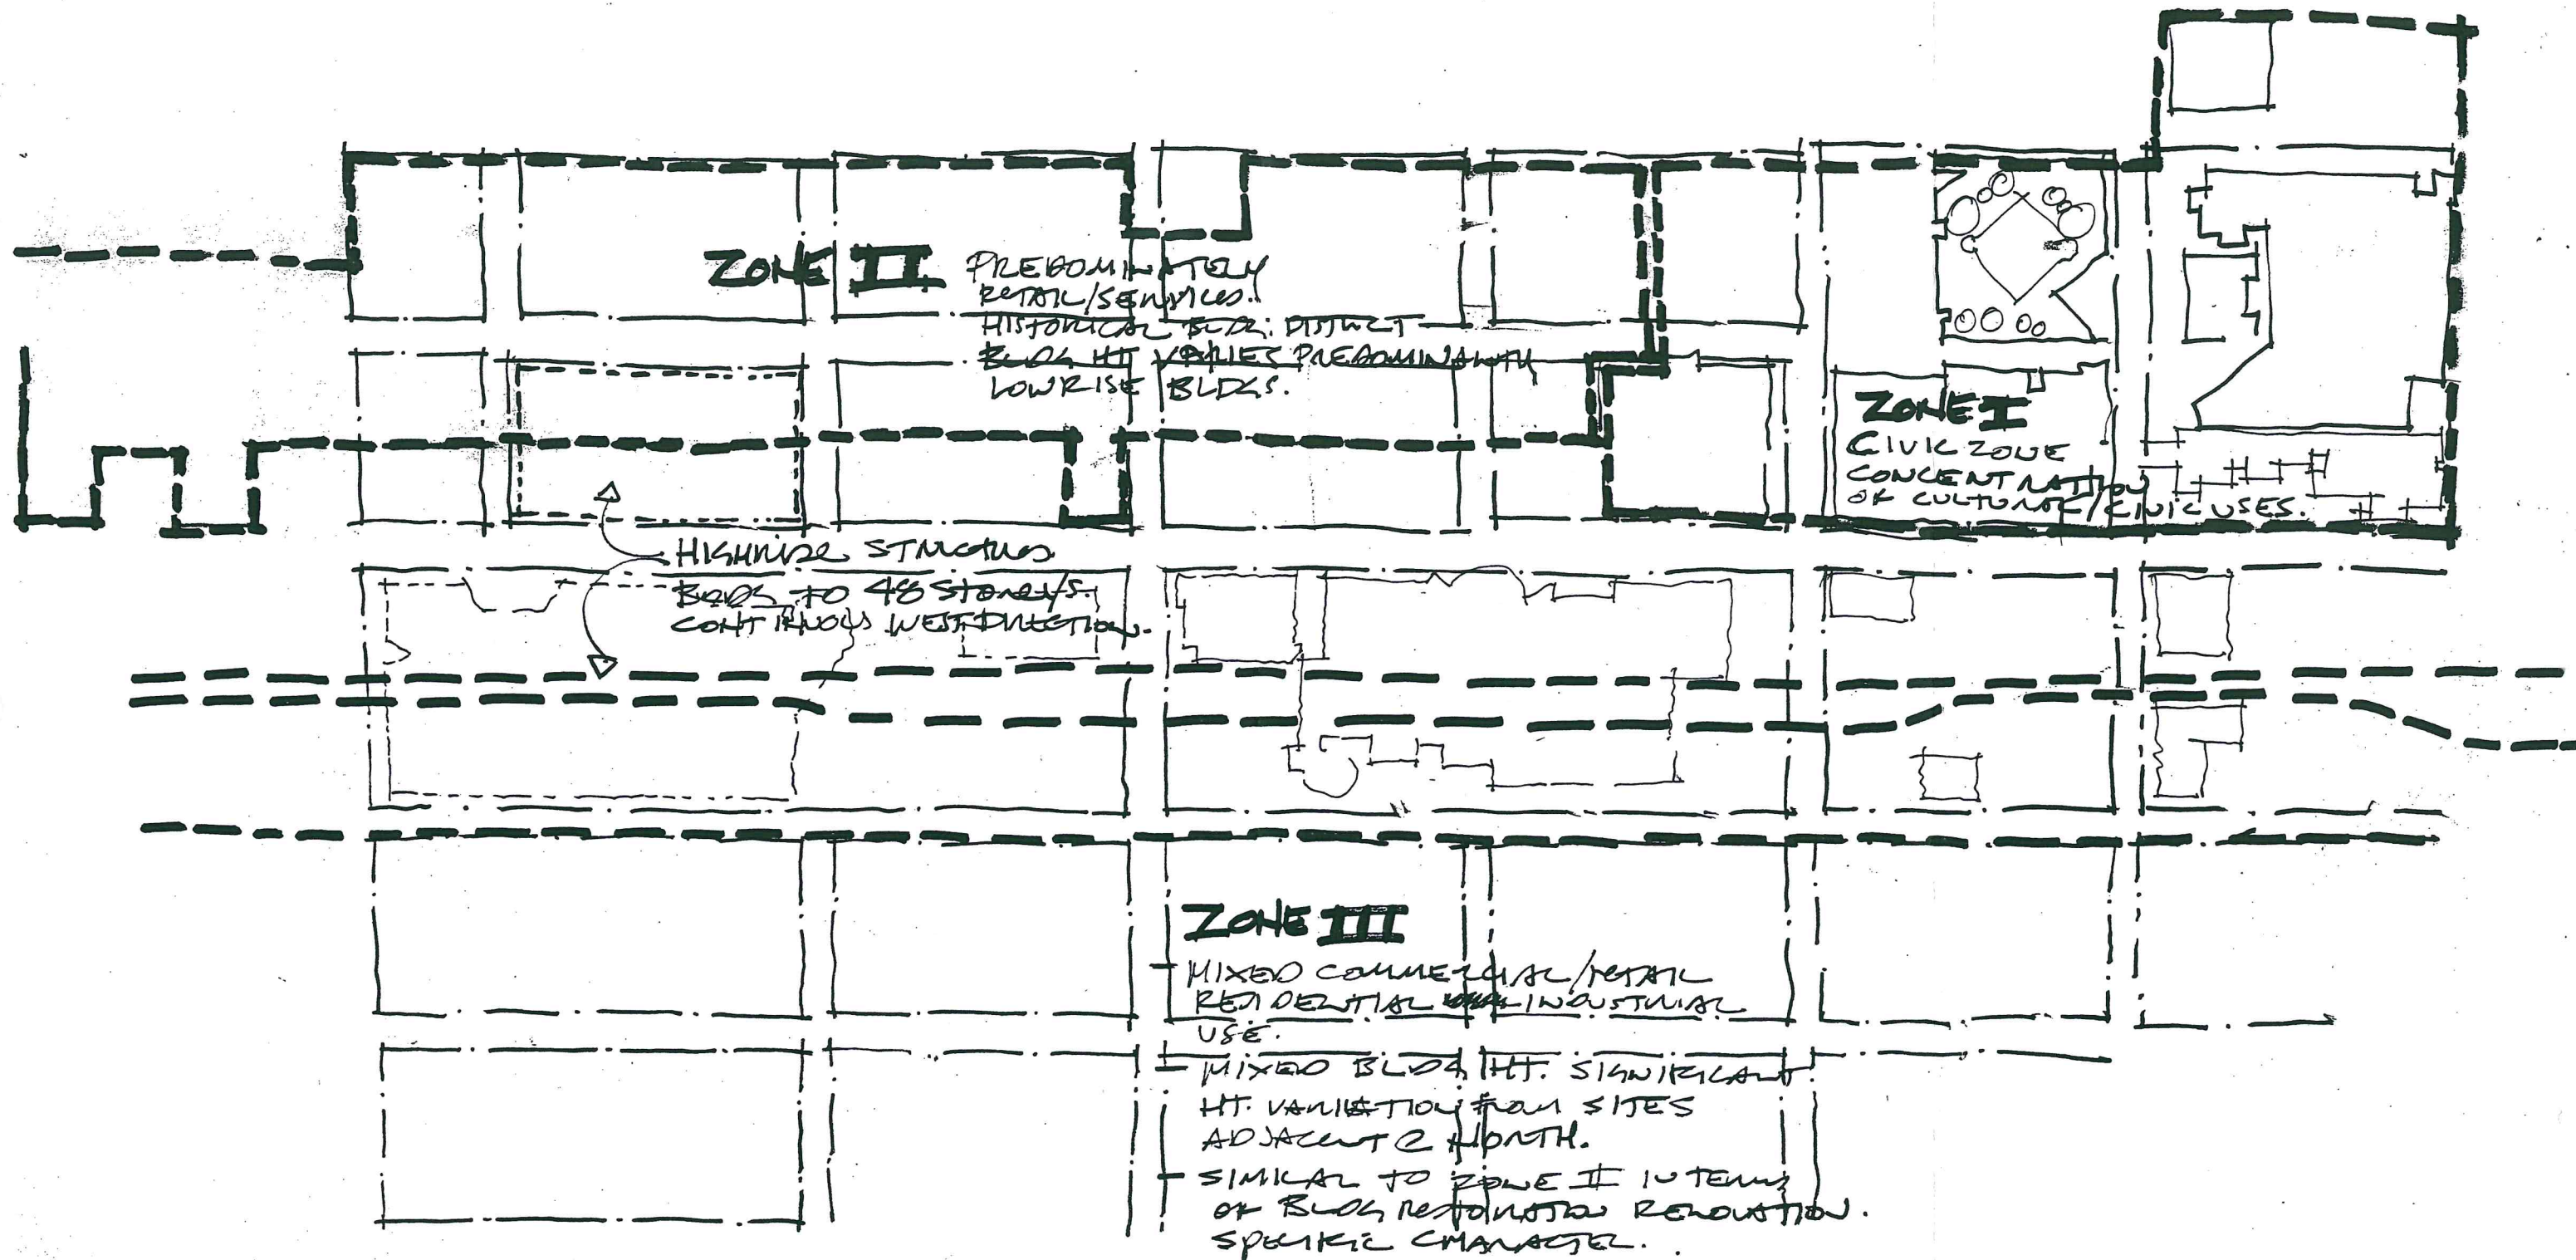 ZONE II
PREDOMINATELY
RETAIL/SERVICES.
HISTORICAL BLDG. DISTRICT
BLDG HT VARIES PREDOMINANTLY
LOWRISE BLDGS.
ZONE I
CIVIC ZONE
CONCENTRATION
OF CULTURAL/CIVIC USES.
HIGHRISE STRUCTURES
BLDGS TO 48 STOREYS.
CONTINUOUS WEST DIRECTION.
ZONE III
MIXED COMMERCIAL/RETAIL
RESIDENTIAL INDUSTRIAL
USE.
MIXED BLDG HT. SIGNIFICANT
HT. VARIATION FROM SITES
ADJACENT @ NORTH.
SIMILAR TO ZONE II IN TERMS
OF BLDG RESTORATION RENOVATION.
SPECIFIC CHARACTER.